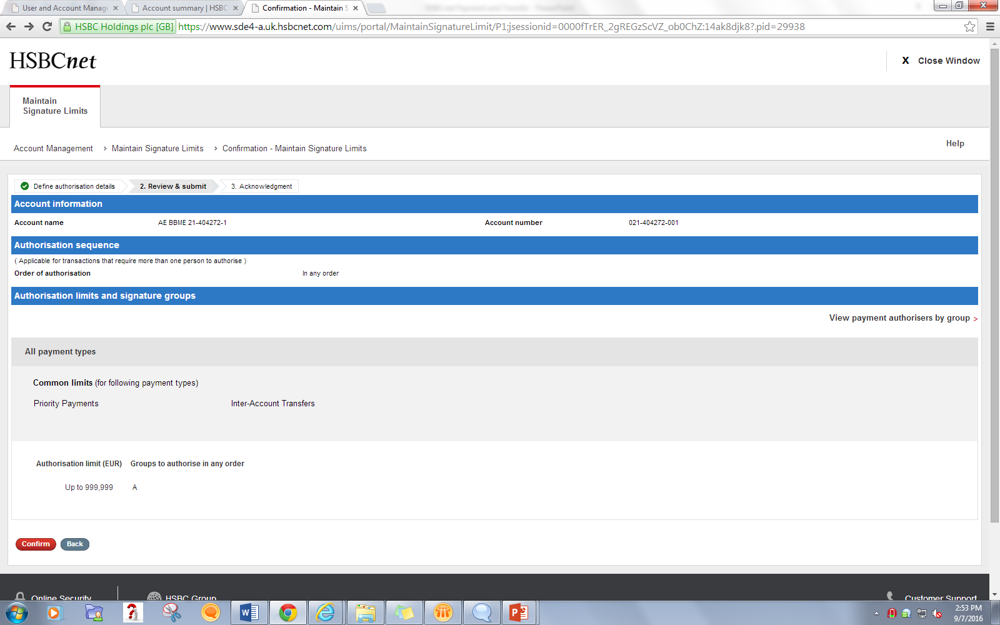 User and Account Manage
Account summary | HSBC
Confirmation - Maintain S
HSBC Holdings plc [GB]
https://www.sde4-a.uk.hsbcnet.com/uims/portal/MaintainSignatureLimit/P1;jsessionid=0000fTrER_2gREGzScVZ_ob0ChZ:14ak8djk8?.pid=29938
HSBCnet
X Close Window
Maintain
Signature Limits
Account Management › Maintain Signature Limits › Confirmation - Maintain Signature Limits
Help
Define authorisation details
2. Review & submit
3. Acknowledgment
Account information
Account name AE BBME 21-404272-1 Account number 021-404272-001
Authorisation sequence
( Applicable for transactions that require more than one person to authorise )
Order of authorisation In any order
Authorisation limits and signature groups
View payment authorisers by group >
All payment types
Common limits (for following payment types)
Priority Payments Inter-Account Transfers
Authorisation limit (EUR) Groups to authorise in any order
Up to 999,999 A
Confirm Back
Online Security HSBC Group Customer Support
2:53 PM
9/7/2016